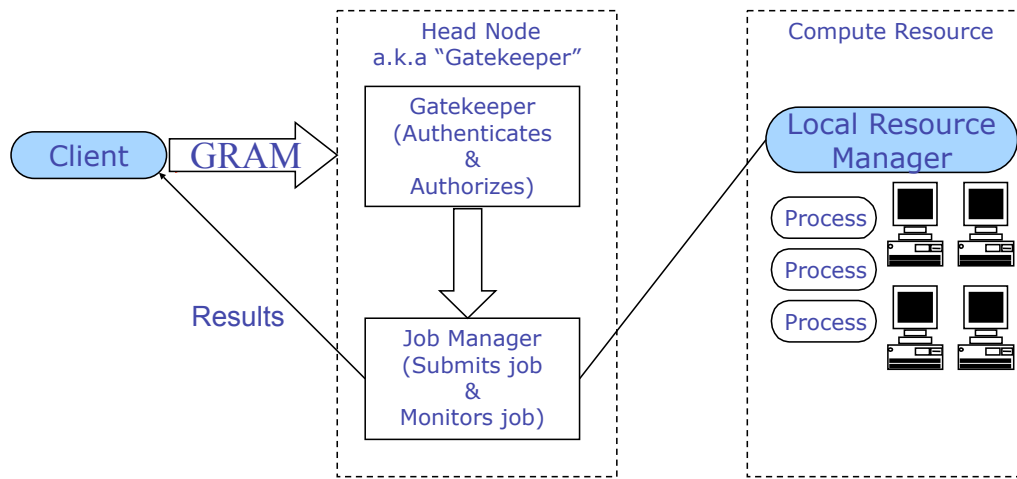 Head Node
a.k.a “Gatekeeper”
Compute Resource
Gatekeeper
(Authenticates
&
Authorizes)
Client
GRAM
Local Resource
Manager
Process
Process
Process
Results
Job Manager
(Submits job
&
Monitors job)